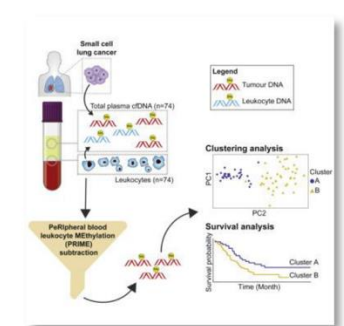 Small cell
lung cancer
Total plasma cfDNA (n=74)
Leukocytes (n=74)
PeRIpheral blood
leukocyte MEthylation
(PRIME)
subtraction
Legend
Tumour DNA
Leukocyte DNA
Clustering analysis
PC1
PC2
Cluster
A
B
Survival analysis
Survival probability
Cluster A
Cluster B
Time (Month)